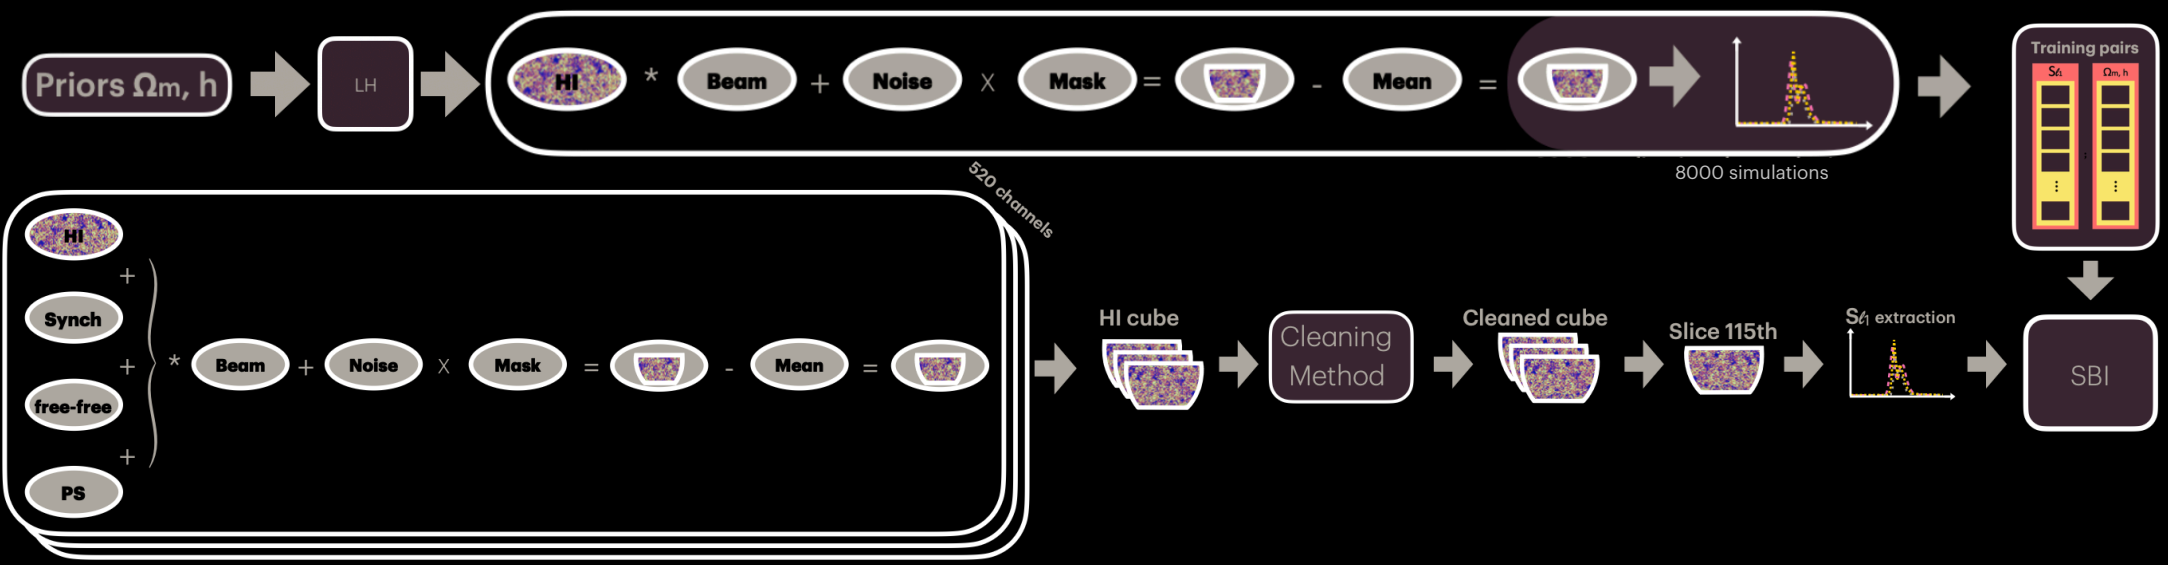 Priors Ωm, h
LH
HI * Beam + Noise X Mask = - Mean =
8000 simulations
Training pairs
Sℓ1 Ωm, h
520 channels
HI
+
Synch
+
free-free
+
PS
* Beam + Noise X Mask = - Mean =
HI cube
Cleaning
Method
Cleaned cube
Slice 115th
Sℓ1 extraction
SBI